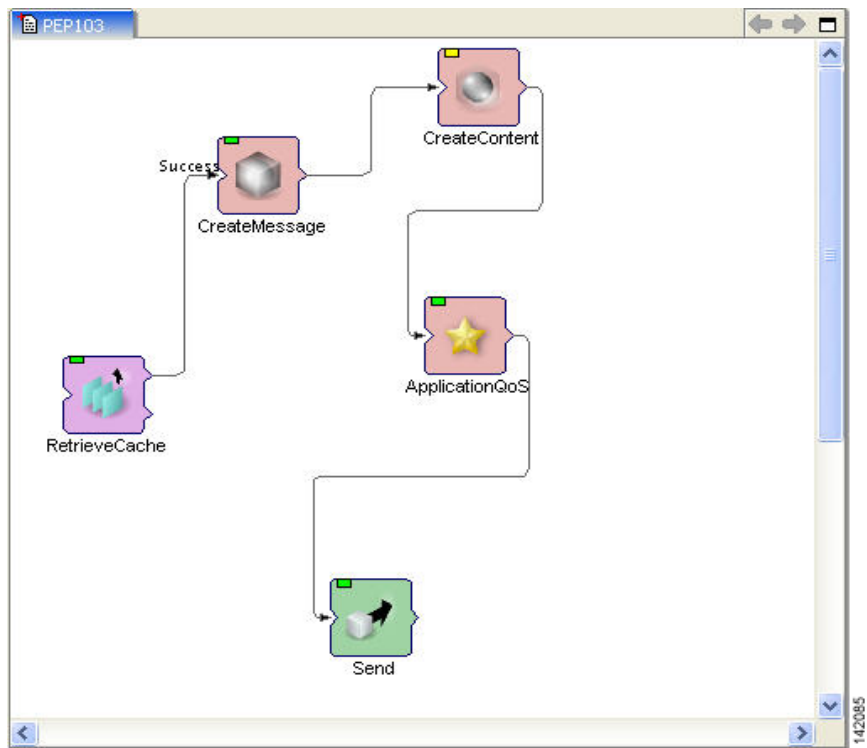 PEP103
CreateContent
Success
CreateMessage
ApplicationQoS
RetrieveCache
Send
142085